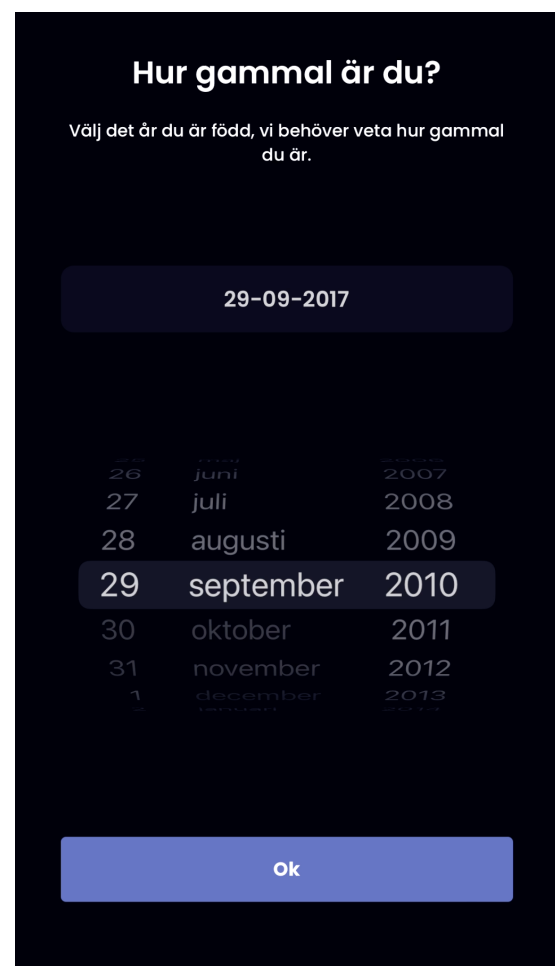 Hur gammal är du?
Välj det år du är född, vi behöver veta hur gammal
du är.
29-09-2017
26 juni 2007
27 juli 2008
28 augusti 2009
29 september 2010
30 oktober 2011
31 november 2012
1 december 2013
Ok